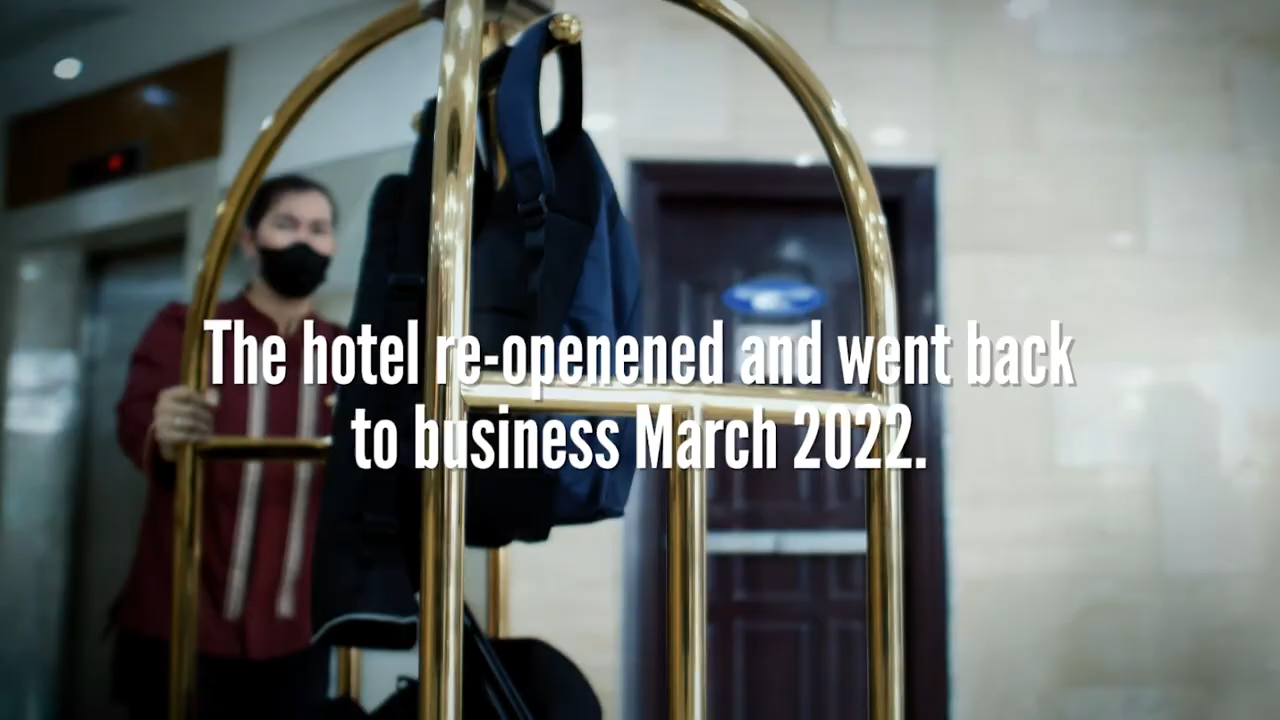 The hotel re-openened and went back
to business March 2022.